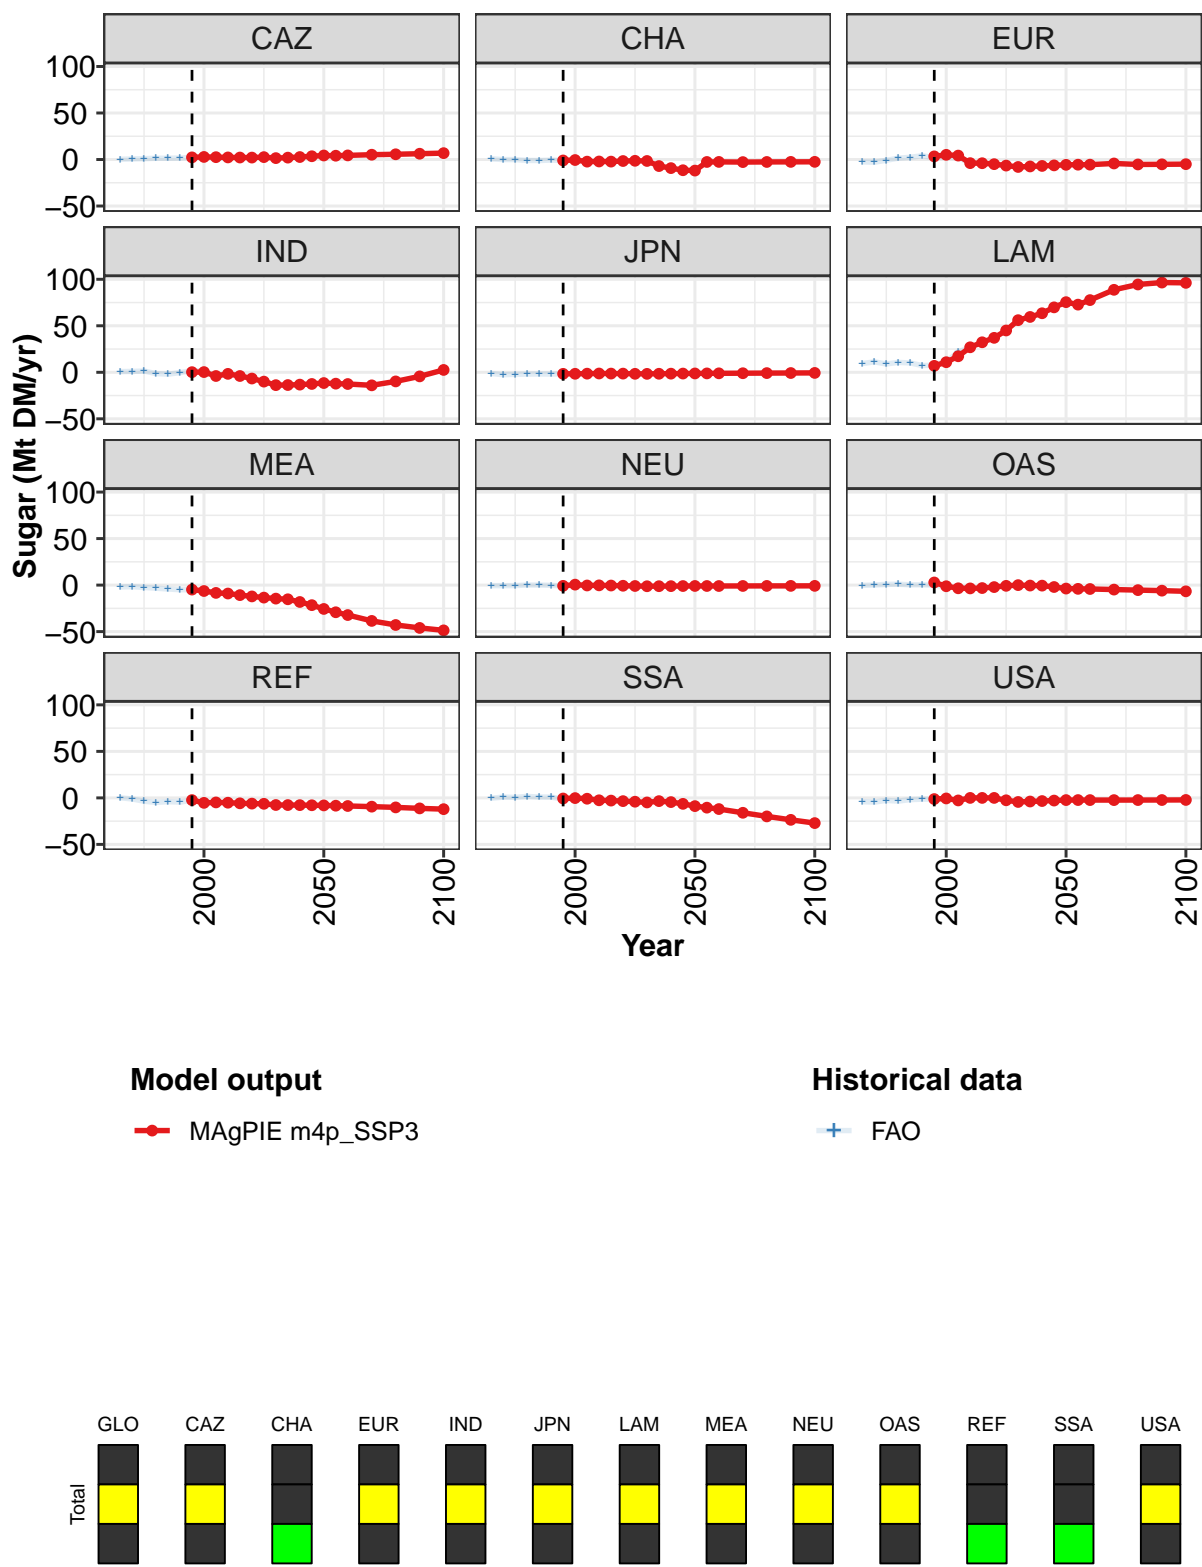 CAZ CHA EUR
100
50
0
−50
IND JPN LAM
100
50
0
−50
MEA NEU OAS
100
50
0
−50
REF SSA USA
100
50
0
−50
Sugar (Mt DM/yr)
2000 2050 2100 2000 2050 2100 2000 2050 2100
Year
Model output Historical data
MAgPIE m4p_SSP3 FAO
GLO CAZ CHA EUR IND JPN LAM MEA NEU OAS REF SSA USA
Total